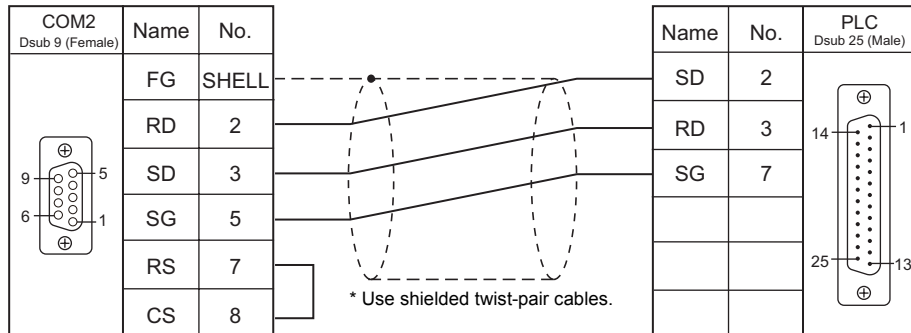 COM2
Dsub 9 (Female)
Name No.
FG SHELL
RD 2
SD 3
SG 5
RS 7
CS 8
9
5
6
1
* Use shielded twist-pair cables.
Name No.
PLC
Dsub 25 (Male)
SD 2
RD 3
SG 7
14
1
25
13